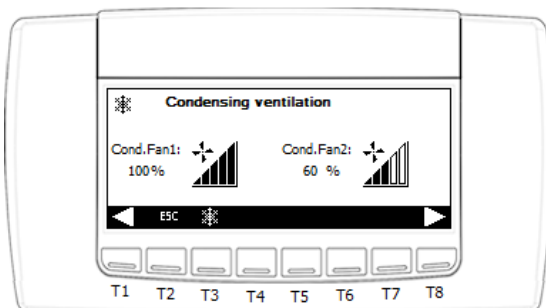 Condensing ventilation
Cond.Fan1: Cond.Fan2:
100% 60 %
ESC
T1 T2 T3 T4 T5 T6 T7 T8